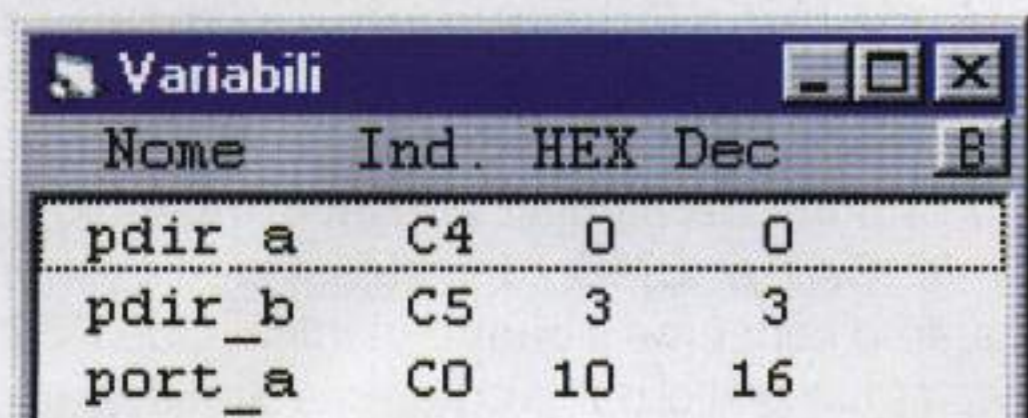 Variabili
Nome Ind. HEX Dec B
pdir_a C4 0 0
pdir_b C5 3 3
port_a C0 10 16